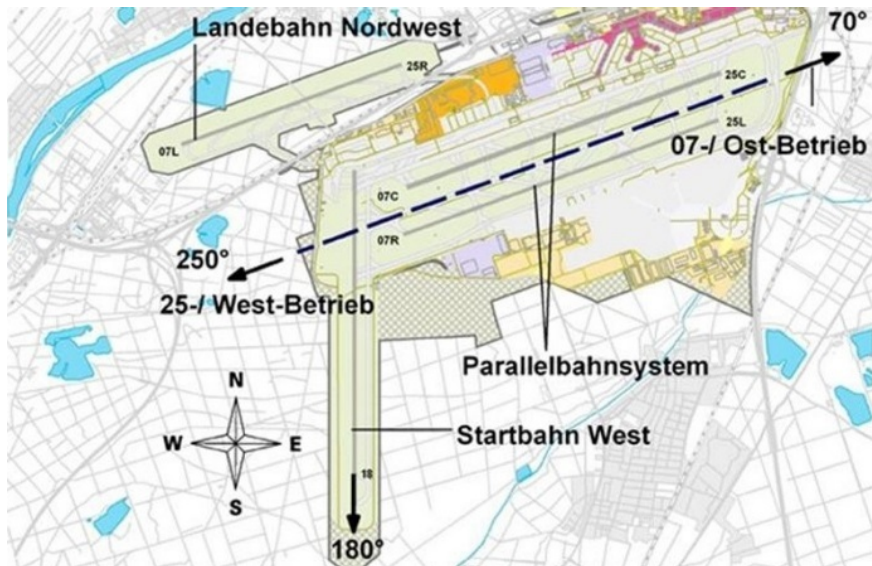 Landebahn Nordwest
70°
25R
25C
25L
07L
07-/ Ost-Betrieb
07C
07R
250°
25-/ West-Betrieb
Parallelbahnsystem
N
W
E
S
Startbahn West
18
180°